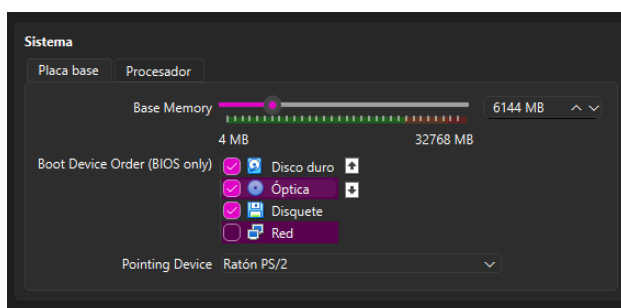 Sistema
Placa base Procesador
Base Memory 6144 MB
4 MB 32768 MB
Boot Device Order (BIOS only) Disco duro
Óptica
Disquete
Red
Pointing Device Ratón PS/2